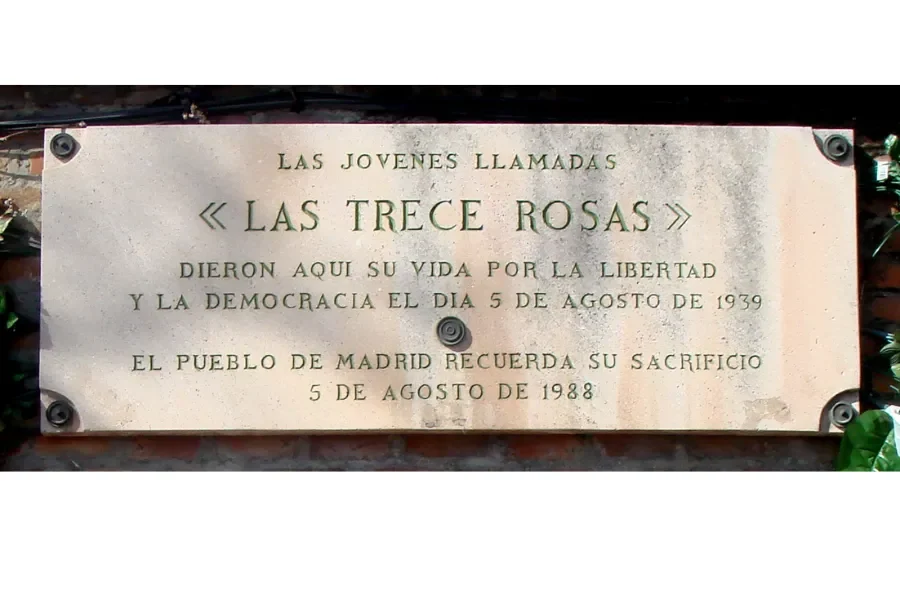 LAS JOVENES LLAMADAS
«LAS TRECE ROSAS»
DIERON AQUI SU VIDA POR LA LIBERTAD
Y LA DEMOCRACIA EL DIA 5 DE AGOSTO DE 1939
EL PUEBLO DE MADRID RECUERDA SU SACRIFICIO
5 DE AGOSTO DE 1988